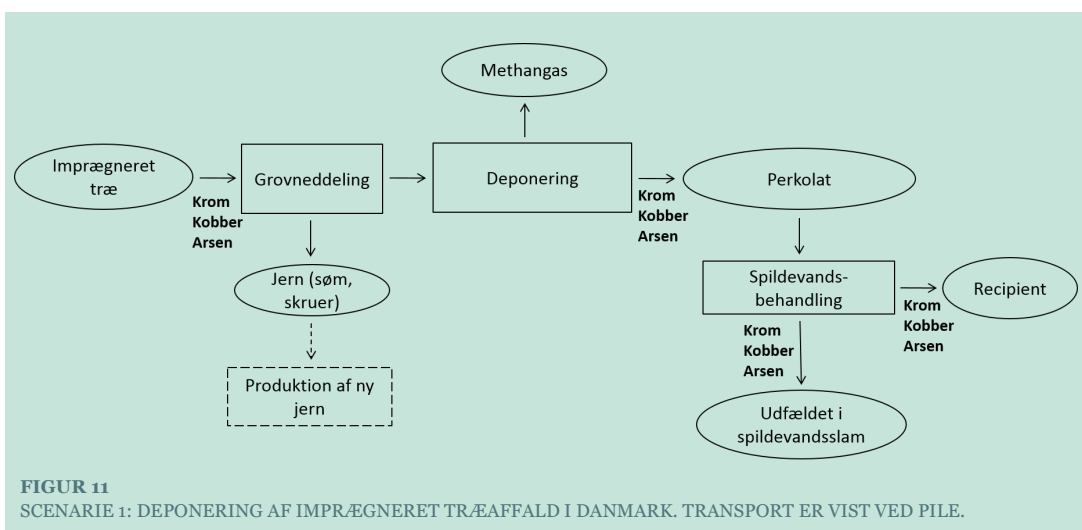 Methangas
Imprægneret
træ
Krom
Kobber
Arsen
Grovneddeling
Deponering
Krom
Kobber
Arsen
Perkolat
Jern (søm,
skruer)
Produktion af ny
jern
Spildevands-
behandling
Krom
Kobber
Arsen
Recipient
Krom
Kobber
Arsen
Udfældet i
spildevandsslam
FIGUR 11
SCENARIE 1: DEPONERING AF IMPRÆGNERET TRÆAFFALD I DANMARK. TRANSPORT ER VIST VED PILE.